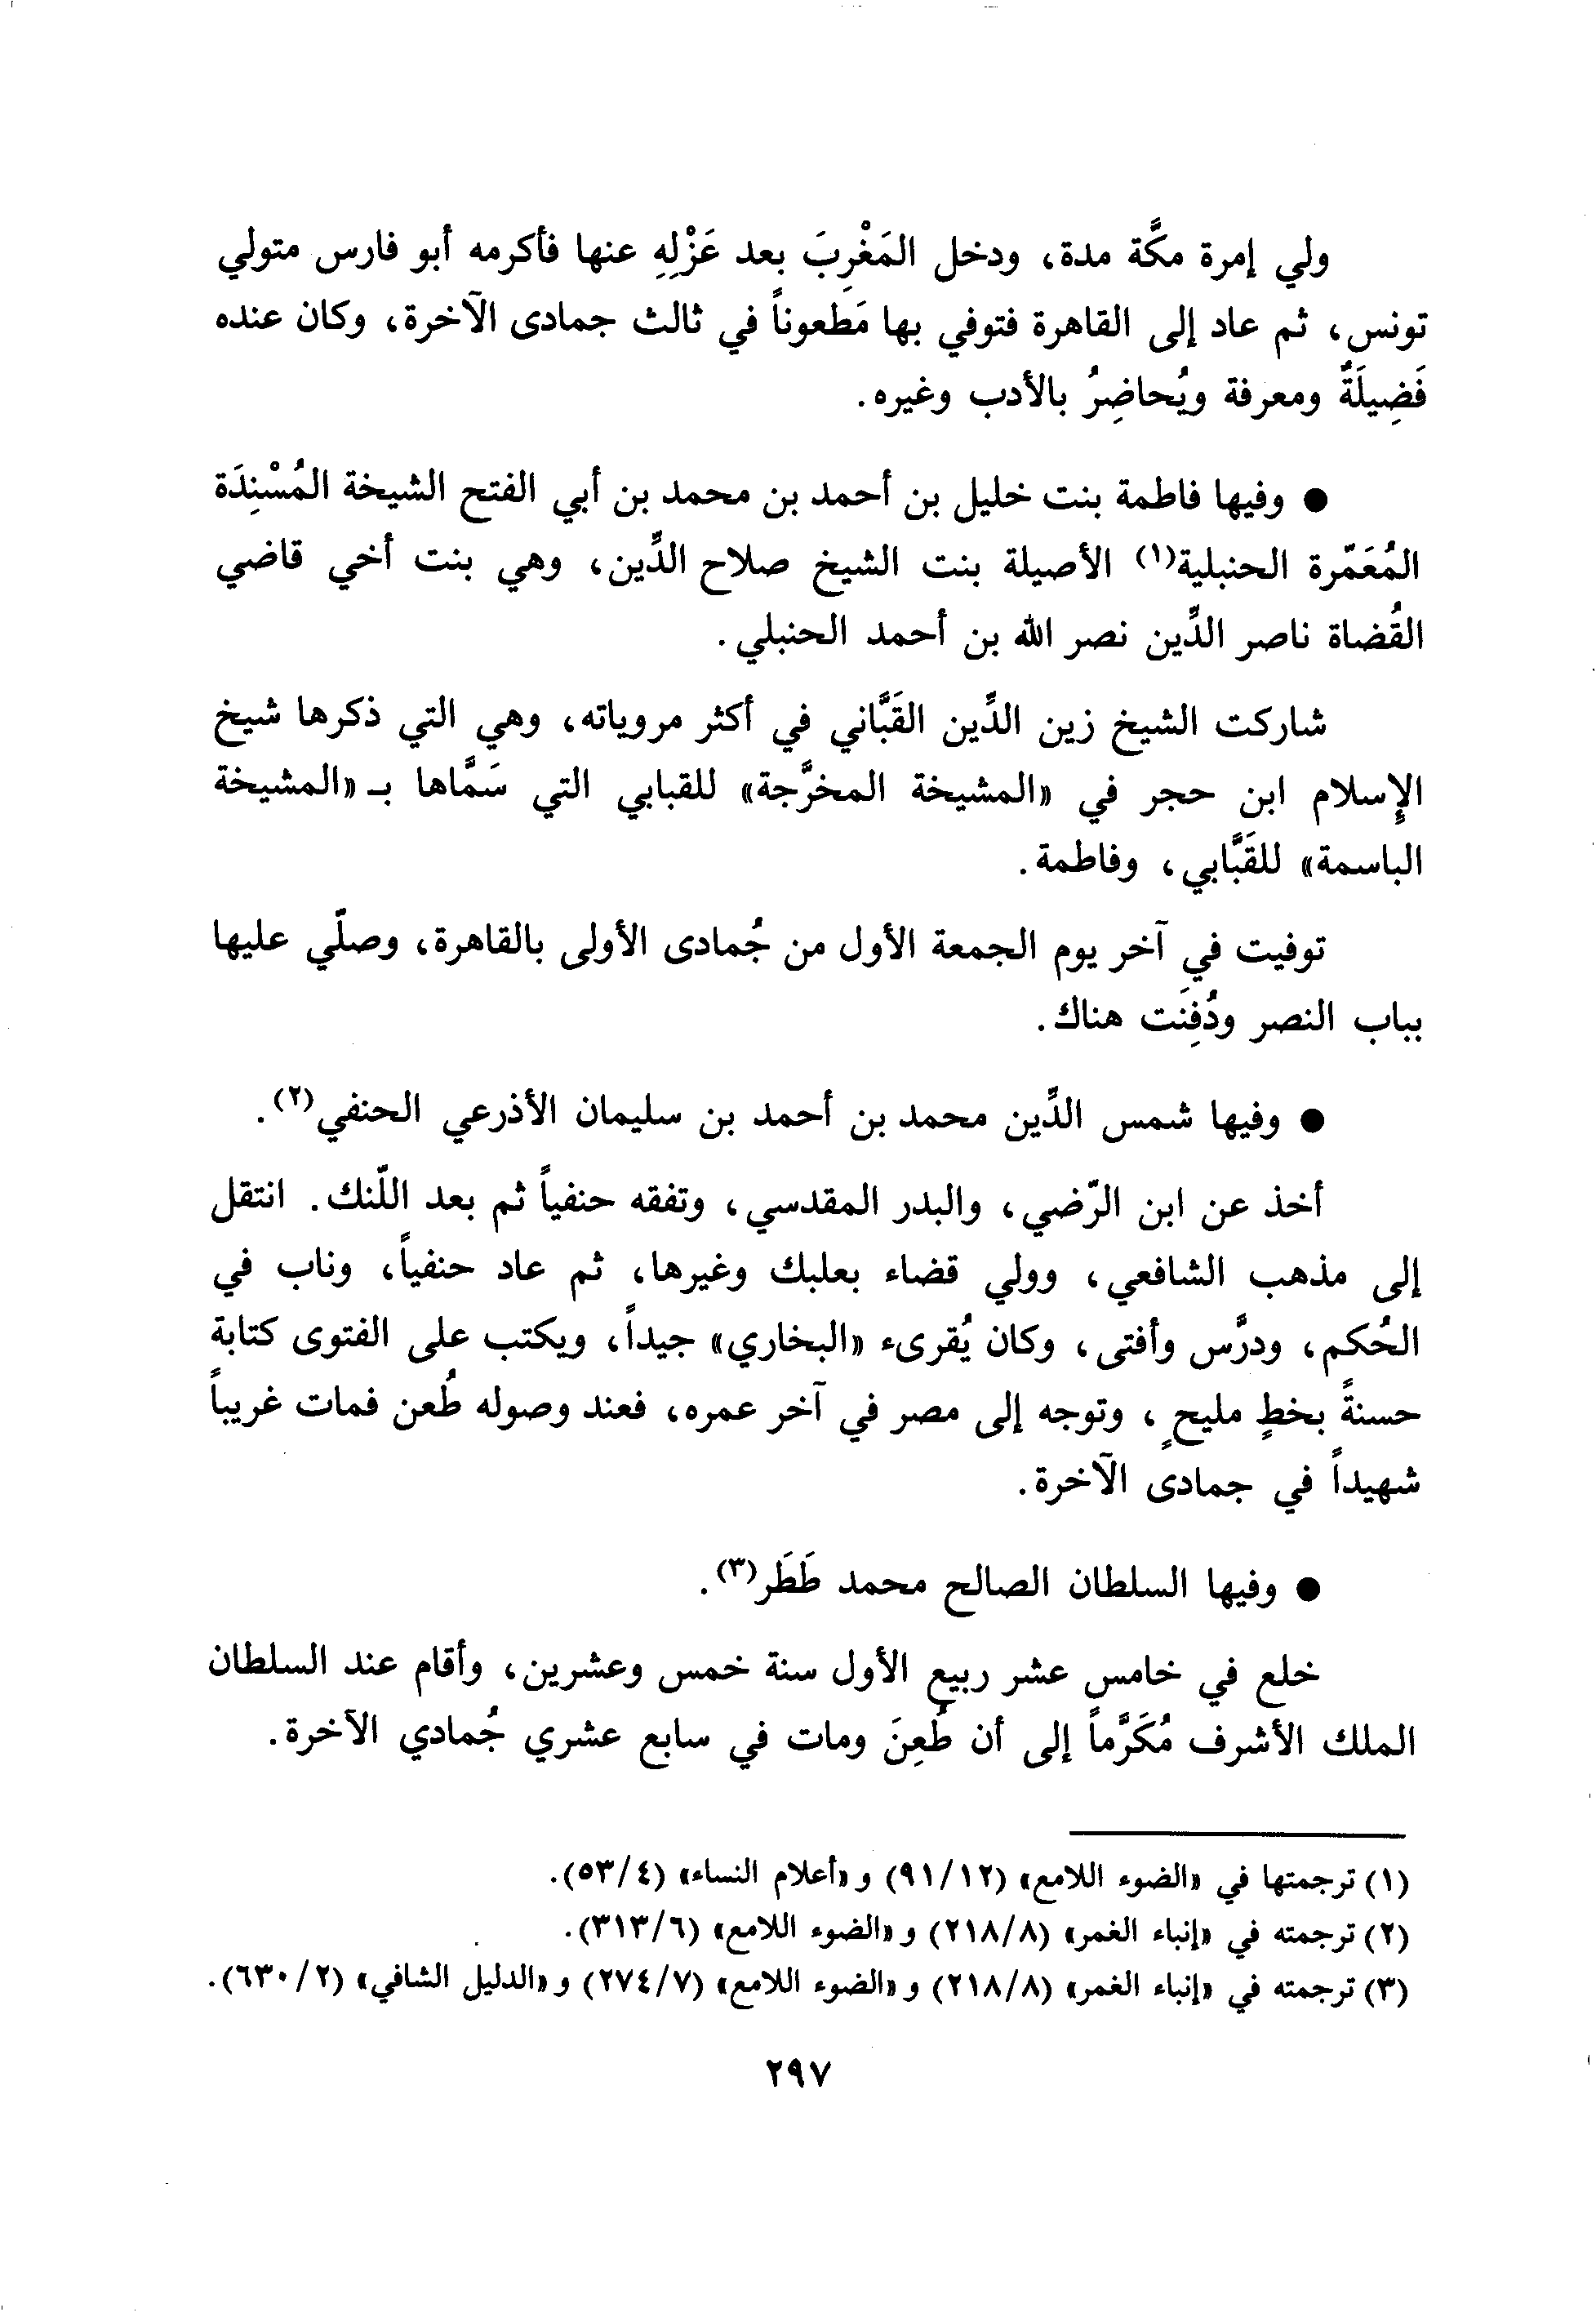 ولي إمرة مكَّة مدة، ودخل المَغْرِبَ بعد عَزْلِهِ عنها فأكرمه أبو فارس متولي
تونس، ثم عاد إلى القاهرة فتوفي بها مَطعوناً في ثالث جمادى الآخرة، وكان عنده
فَضِيلَةٌ ومعرفة ويُحاضِرُ بالأدب وغيره.
● وفيها فاطمة بنت خليل بن أحمد بن محمد بن أبي الفتح الشيخة المُسْنِدَة
المُعَمّرة الحنبلية(١) الأصيلة بنت الشيخ صلاح الدِّين، وهي بنت أخي قاضي
القُضاة ناصر الدِّين نصر الله بن أحمد الحنبلي.
شاركت الشيخ زين الدِّين القَبَّاني في أكثر مروياته، وهي التي ذكرها شيخ
الإِسلام ابن حجر في «المشيخة المخرَّجة» للقبابي التي سَمَّاها بـ «المشيخة
الباسمة» للقَبَّابي، وفاطمة.
توفيت في آخر يوم الجمعة الأول من جُمادى الأولى بالقاهرة، وصلّي عليها
بباب النصر ودُفِنَت هناك.
● وفيها شمس الدِّين محمد بن أحمد بن سليمان الأذرعي الحنفي(٢).
أخذ عن ابن الرّضي، والبدر المقدسي، وتفقه حنفياً ثم بعد اللّنك. انتقل
إلى مذهب الشافعي، وولي قضاء بعلبك وغيرها، ثم عاد حنفياً، وناب في
الحُكم، ودرَّس وأفتى، وكان يُقرىء «البخاري» جيداً، ويكتب على الفتوى كتابة
حسنةً بخطٍ مليحٍ، وتوجه إلى مصر في آخر عمره، فعند وصوله طُعن فمات غريباً
شهيداً في جمادى الآخرة.
● وفيها السلطان الصالح محمد طَطَر(٣).
خلع في خامس عشر ربيع الأول سنة خمس وعشرين، وأقام عند السلطان
الملك الأشرف مُكَرَّماً إلى أن طُعِنَ ومات في سابع عشري جُمادي الآخرة.
(١) ترجمتها في «الضوء اللامع» (٩١/١٢) و «أعلام النساء» (٥٣/٤).
(٢) ترجمته في «إنباء الغمر» (٢١٨/٨) و «الضوء اللامع» (٣١٣/٦).
(٣) ترجمته في «إنباء الغمر» (٢١٨/٨) و «الضوء اللامع» (٢٧٤/٧) و «الدليل الشافي» (٦٣٠/٢).
٢٩٧